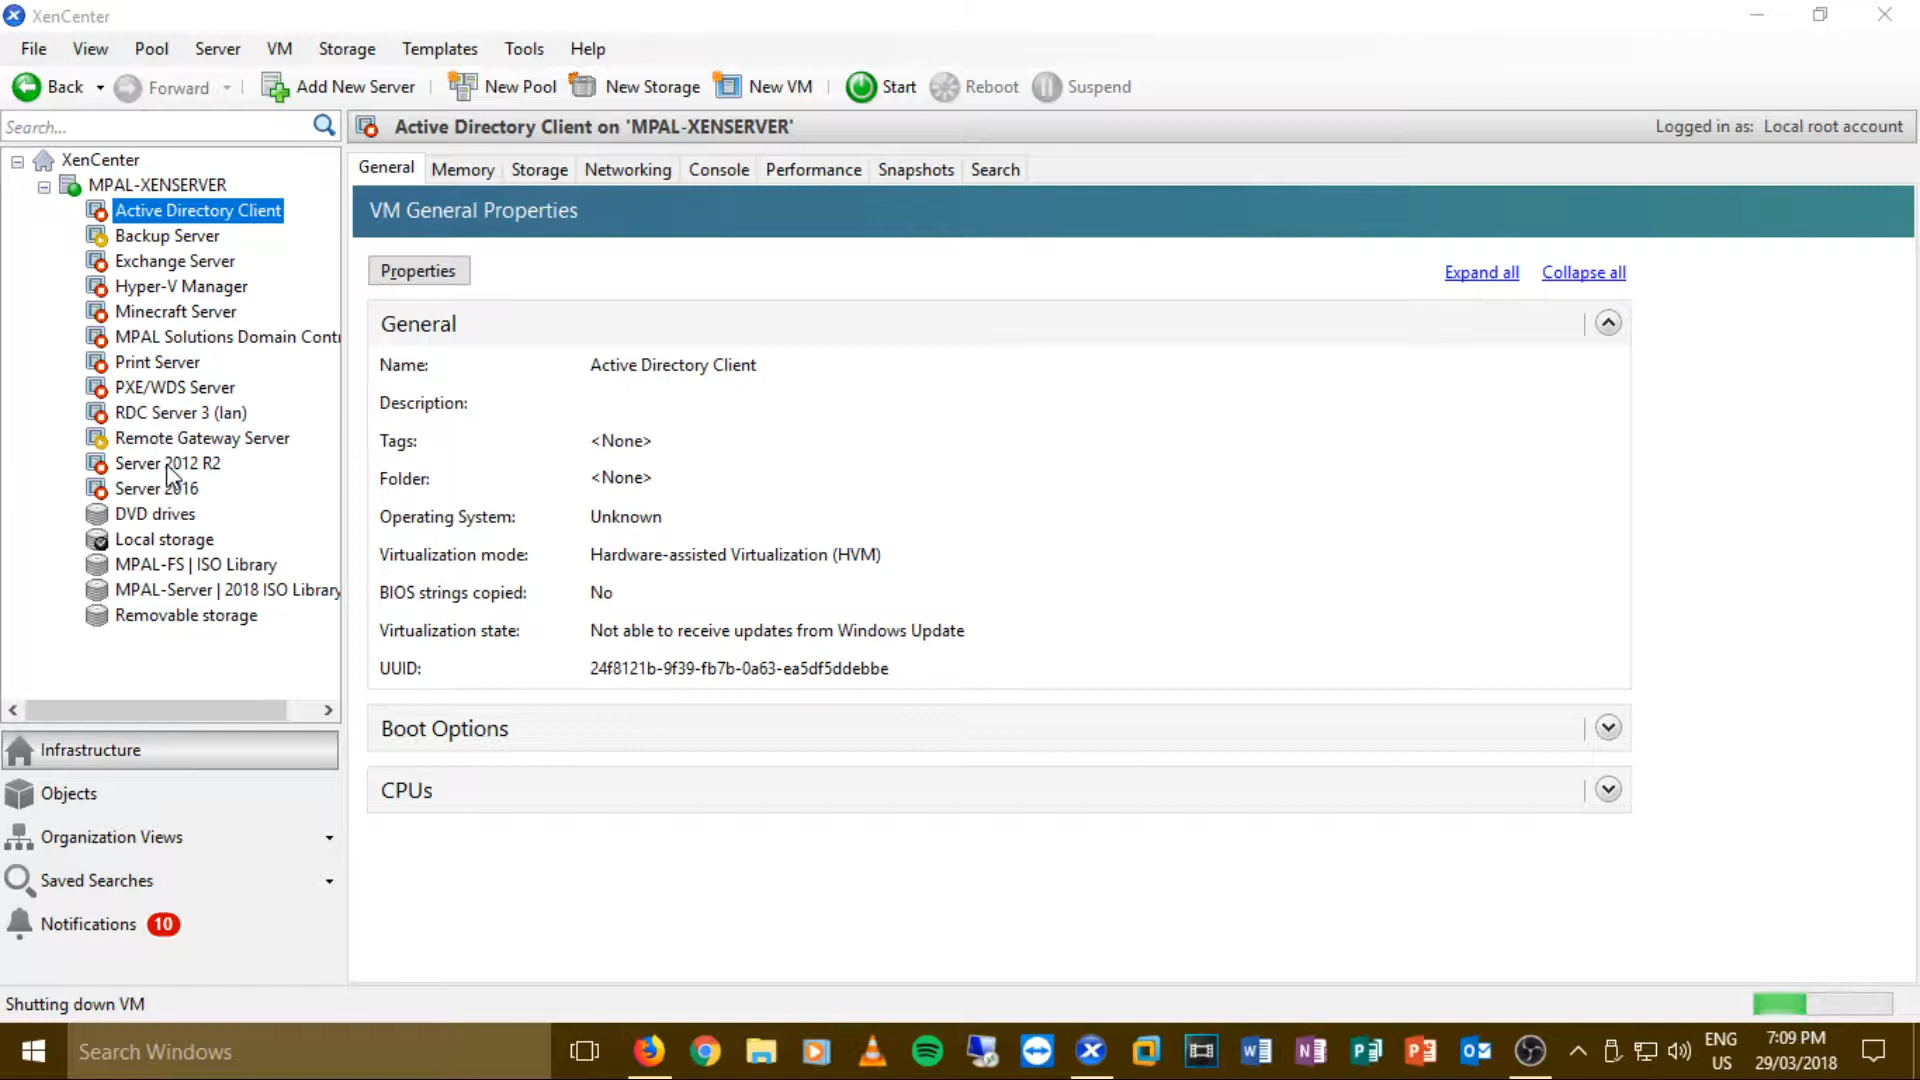 XenCenter
File View Pool Server VM Storage Templates Tools Help
Back Forward Add New Server New Pool New Storage New VM Start Reboot Suspend
Search...
Active Directory Client on 'MPAL-XENSERVER'
Logged in as: Local root account
XenCenter
MPAL-XENSERVER
Active Directory Client
Backup Server
Exchange Server
Hyper-V Manager
Minecraft Server
MPAL Solutions Domain Contr
Print Server
PXE/WDS Server
RDC Server 3 (Ian)
Remote Gateway Server
Server 2012 R2
Server 2016
DVD drives
Local storage
MPAL-FS | ISO Library
MPAL-Server | 2018 ISO Library
Removable storage
Infrastructure
Objects
Organization Views
Saved Searches
Notifications 10
General Memory Storage Networking Console Performance Snapshots Search
VM General Properties
Properties
Expand all Collapse all
General
Name: Active Directory Client
Description:
Tags: <None>
Folder: <None>
Operating System: Unknown
Virtualization mode: Hardware-assisted Virtualization (HVM)
BIOS strings copied: No
Virtualization state: Not able to receive updates from Windows Update
UUID: 24f8121b-9f39-fb7b-0a63-ea5df5ddebbe
Boot Options
CPUs
Shutting down VM
Search Windows
ENG
US
7:09 PM
29/03/2018